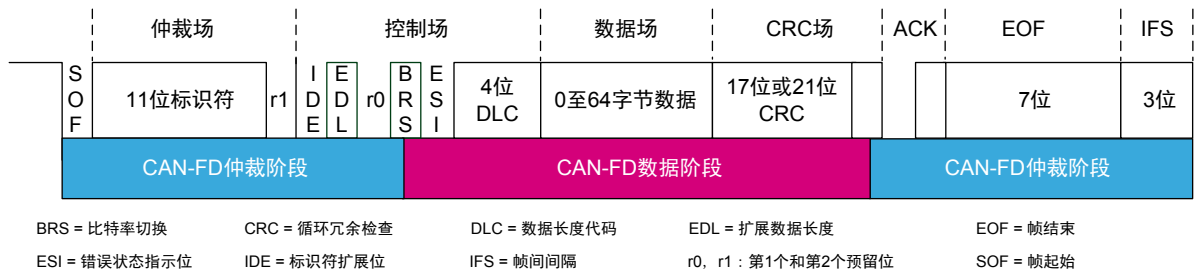 仲裁场 控制场 数据场 CRC场 ACK EOF IFS
SOF 11位标识符 r1 IDE EDL r0 BRS ESI 4位 DLC 0至64字节数据 17位或21位 CRC 7位 3位
CAN-FD仲裁阶段 CAN-FD数据阶段 CAN-FD仲裁阶段
BRS = 比特率切换 CRC = 循环冗余检查 DLC = 数据长度代码 EDL = 扩展数据长度 EOF = 帧结束
ESI = 错误状态指示位 IDE = 标识符扩展位 IFS = 帧间间隔 r0，r1：第1个和第2个预留位 SOF = 帧起始